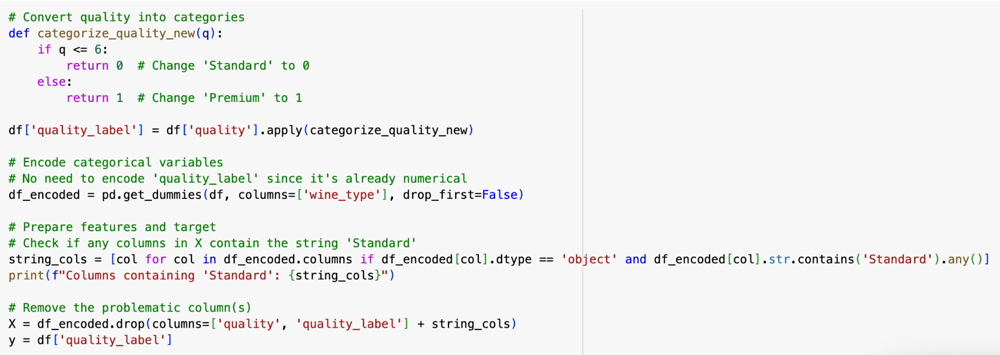 # Convert quality into categories
def categorize_quality_new(q):
    if q <= 6:
        return 0  # Change 'Standard' to 0
    else:
        return 1  # Change 'Premium' to 1

df['quality_label'] = df['quality'].apply(categorize_quality_new)

# Encode categorical variables
# No need to encode 'quality_label' since it's already numerical
df_encoded = pd.get_dummies(df, columns=['wine_type'], drop_first=False)

# Prepare features and target
# Check if any columns in X contain the string 'Standard'
string_cols = [col for col in df_encoded.columns if df_encoded[col].dtype == 'object' and df_encoded[col].str.contains('Standard').any()]
print(f"Columns containing 'Standard': {string_cols}")

# Remove the problematic column(s)
X = df_encoded.drop(columns=['quality', 'quality_label'] + string_cols)
y = df['quality_label']